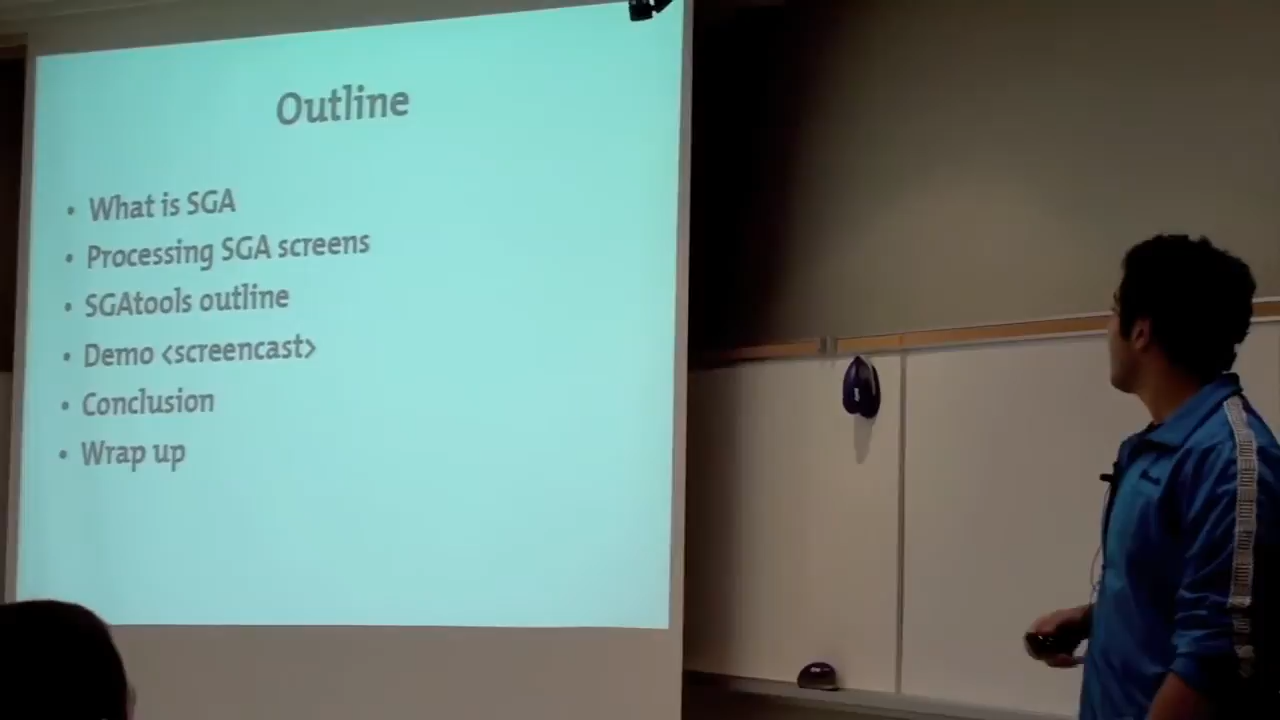 Outline
• What is SGA
• Processing SGA screens
• SGAtools outline
• Demo <screencast>
• Conclusion
• Wrap up